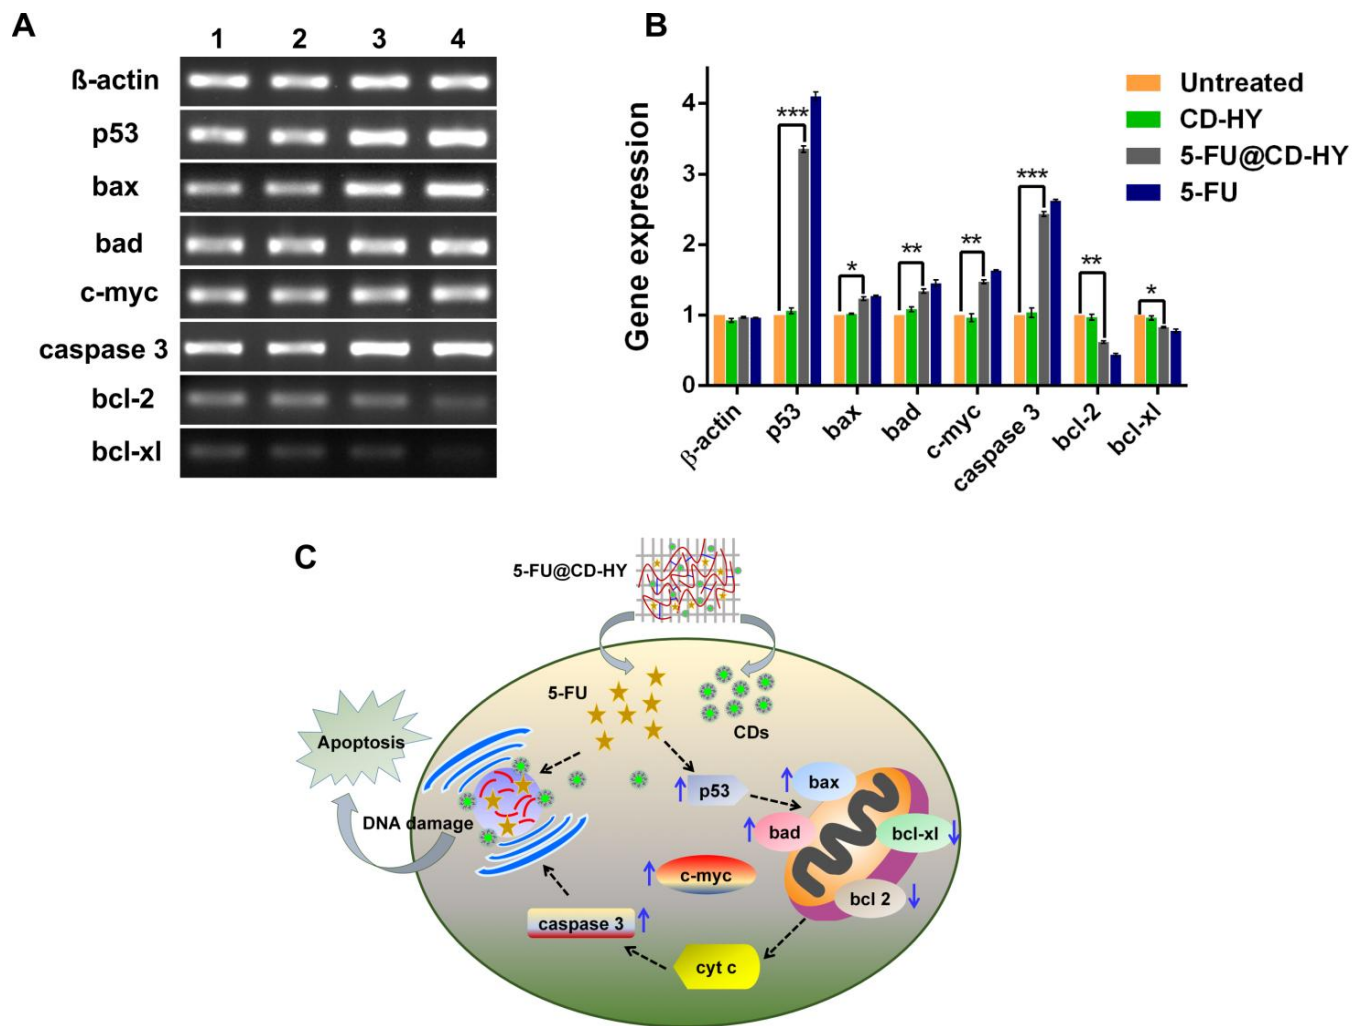 A
1 2 3 4
ß-actin
p53
bax
bad
c-myc
caspase 3
bcl-2
bcl-xl
B
Gene expression
4
3
2
1
0
***
*
**
**
***
**
*
β-actin
p53
bax
bad
c-myc
caspase 3
bcl-2
bcl-xl
Untreated
CD-HY
5-FU@CD-HY
5-FU
C
5-FU@CD-HY
5-FU
CDs
Apoptosis
DNA damage
p53
bax
bad
bcl-xl
c-myc
bcl 2
caspase 3
cyt c